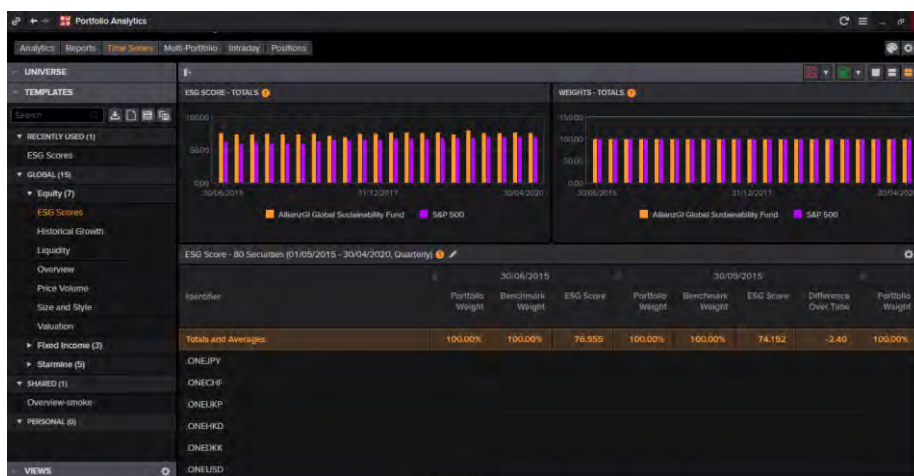 Portfolio Analytics
Analytics Reports Time Series Multi-Portfolio Intraday Positions
UNIVERSE
TEMPLATES
Search
RECENTLY USED (1)
ESG Scores
GLOBAL (15)
Equity (7)
ESG Scores
Historical Growth
Liquidity
Overview
Price Volume
Size and Style
Valuation
Fixed Income (3)
Starmine (5)
SHARED (1)
Overview-smoke
PERSONAL (0)
VIEWS
ESG SCORE - TOTALS
100.00
50.00
0.00
30/06/2015 31/12/2017 30/04/2020
AllianzGI Global Sustainability Fund S&P 500
WEIGHTS - TOTALS
150.00
100.00
50.00
0.00
30/06/2015 31/12/2017 30/04/202
AllianzGI Global Sustainability Fund S&P 500
ESG Score - 80 Securities (01/05/2015 - 30/04/2020, Quarterly)
30/06/2015 30/09/2015
Identifier Portfolio Weight Benchmark Weight ESG Score Portfolio Weight Benchmark Weight ESG Score Difference Over Time Portfolio Weight
Totals and Averages 100.00% 100.00% 76.555 100.00% 100.00% 74.152 -2.40 100.00%
.ONEJPY
.ONECHF
.ONEUKP
.ONEHKD
.ONEDKK
.ONEUSD